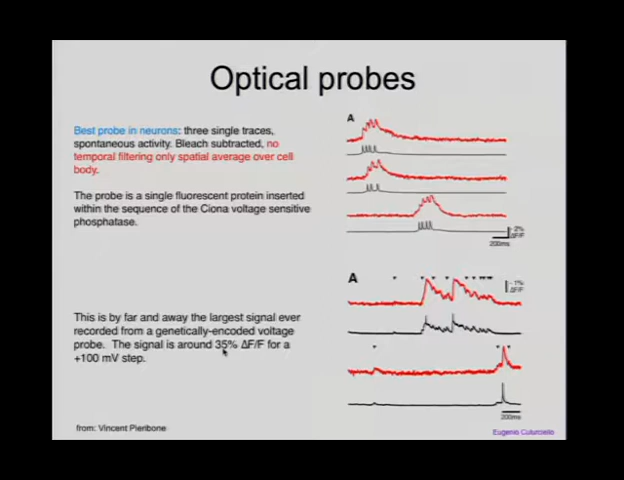 Optical probes
Best probe in neurons: three single traces,
spontaneous activity. Bleach subtracted, no
temporal filtering only spatial average over cell
body.
The probe is a single fluorescent protein inserted
within the sequence of the Ciona voltage sensitive
phosphatase.
This is by far and away the largest signal ever
recorded from a genetically-encoded voltage
probe. The signal is around 35% ΔF/F for a
+100 mV step.
from: Vincent Pieribone
A
- 2%
ΔF/F
200ms
A
- 1%
ΔF/F
200ms
Eugenio Culurciello